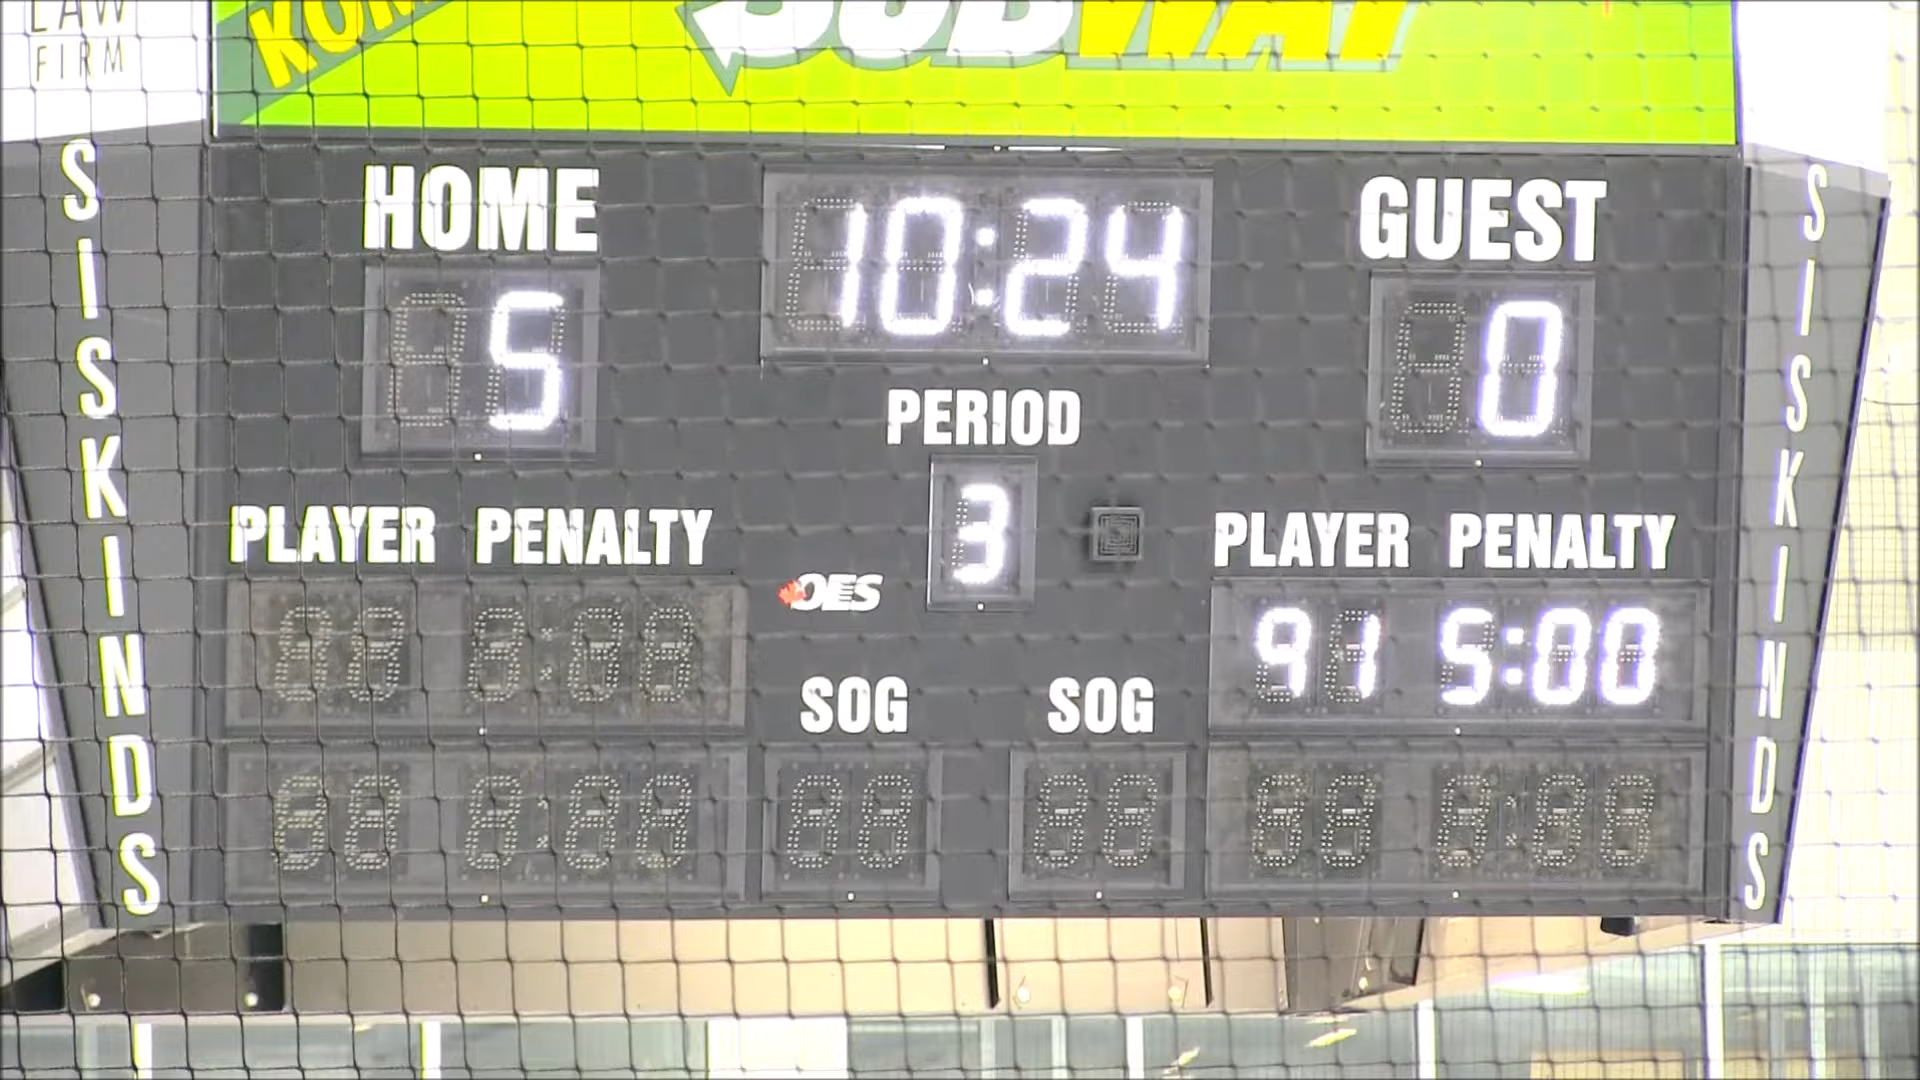 LAW
FIRM
SUBWAY
SISKINDS
HOME
10:24
GUEST
SISKINDS
5
0
PERIOD
3
PLAYER PENALTY
PLAYER PENALTY
OES
91 5:00
SOG SOG